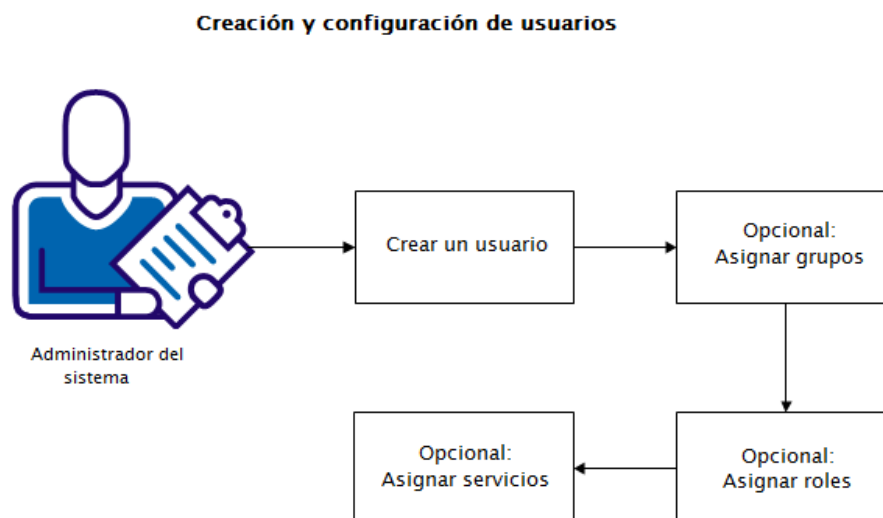 Creación y configuración de usuarios
Crear un usuario
Opcional:
Asignar grupos
Administrador del
sistema
Opcional:
Asignar servicios
Opcional:
Asignar roles